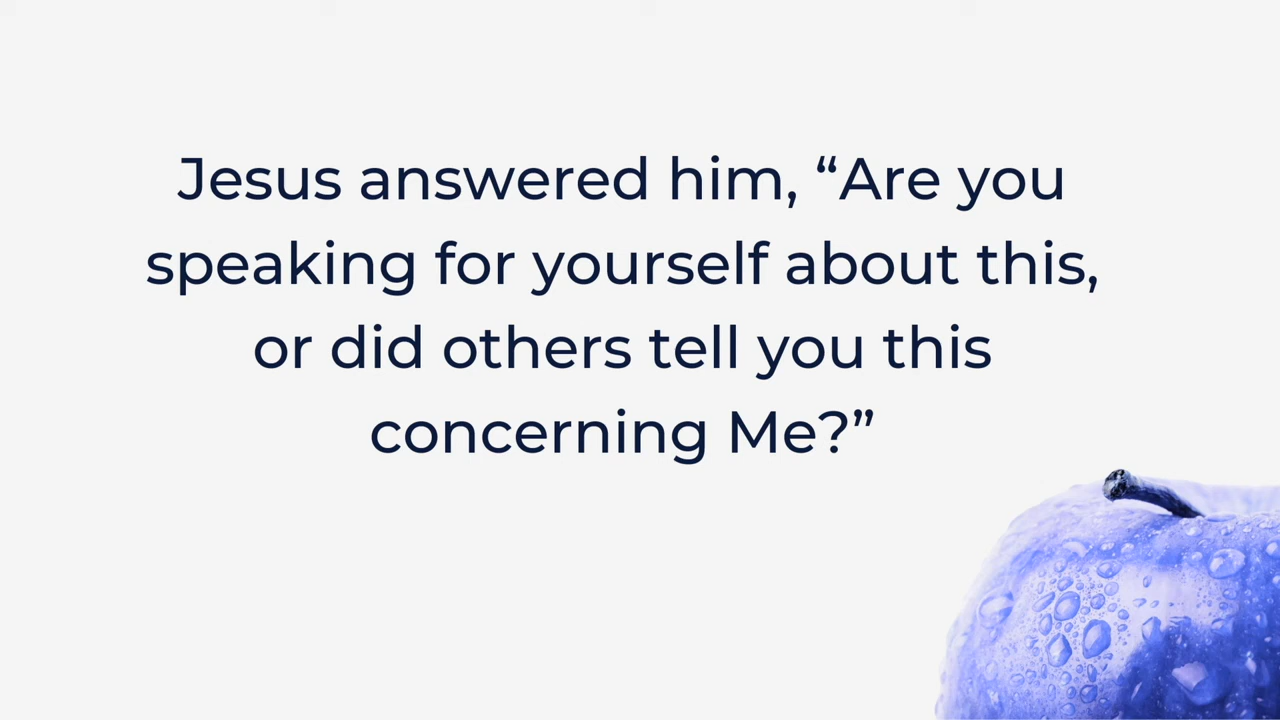 Jesus answered him, “Are you
speaking for yourself about this,
or did others tell you this
concerning Me?”